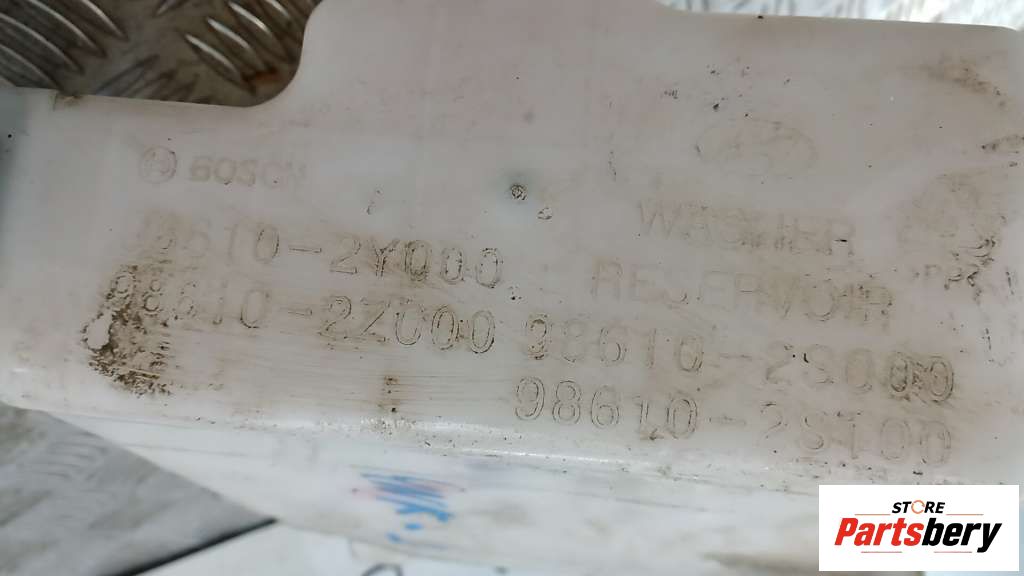 BOSCH
WASHER
RESERVOIR
98610-2Y000
98610-2Z000 98610-2S000
98610-2S100
STORE
Partsbery